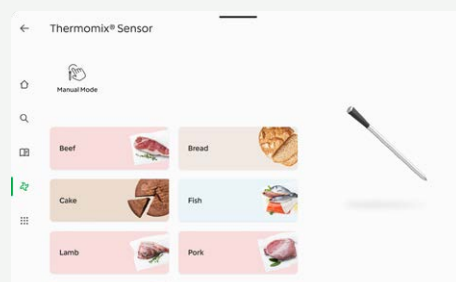 Thermomix® Sensor
Manual Mode
Beef
Bread
Cake
Fish
Lamb
Pork